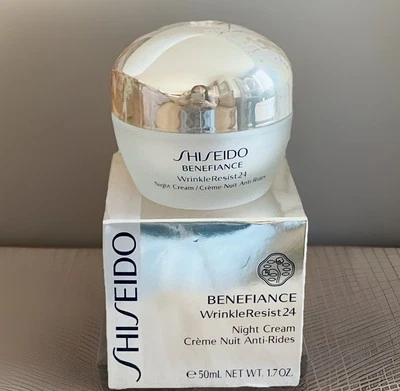 SHISEIDO
BENEFIANCE
WrinkleResist24
Night Cream / Crème Nuit Anti-Rides
SHISEIDO
BENEFIANCE
WrinkleResist24
Night Cream
Crème Nuit Anti-Rides
℮ 50mL NET WT. 1.7OZ.